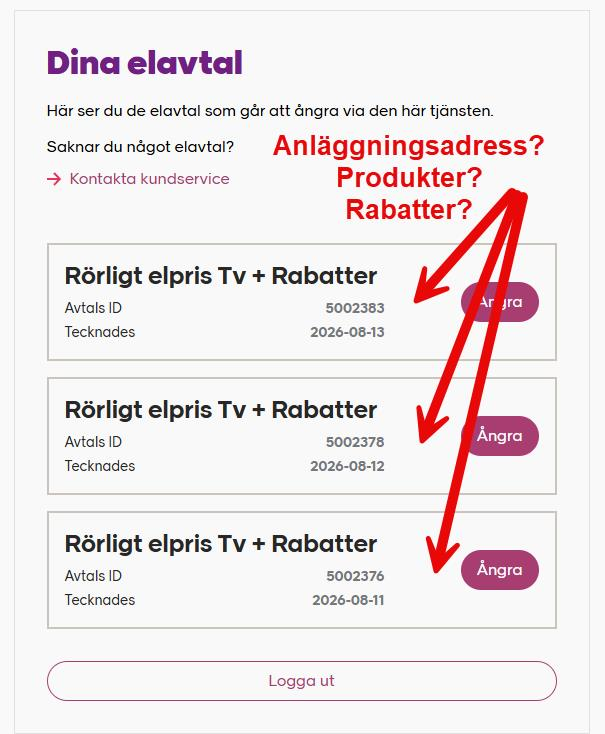 Dina elavtal
Här ser du de elavtal som går att ångra via den här tjänsten.
Saknar du något elavtal?
→ Kontakta kundservice
Anläggningsadress?
Produkter?
Rabatter?
Rörligt elpris Tv + Rabatter
Avtals ID 5002383
Tecknades 2026-08-13
Ångra
Rörligt elpris Tv + Rabatter
Avtals ID 5002378
Tecknades 2026-08-12
Ångra
Rörligt elpris Tv + Rabatter
Avtals ID 5002376
Tecknades 2026-08-11
Ångra
Logga ut